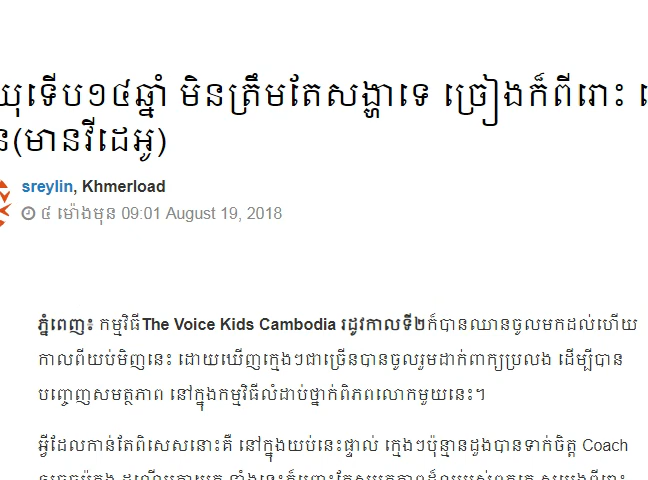 យុទើប១៤ឆ្នាំ មិនត្រឹមតែសង្ហាទេ ច្រៀងក៏ពីរោះ
(មានវីដេអូ)
sreylin, Khmerload
៤ ម៉ោងមុន 09:01 August 19, 2018
ភ្នំពេញ៖ កម្មវិធីThe Voice Kids Cambodia រដូវកាលទី២ក៏បានឈានចូលមកដល់ហើយ
កាលពីយប់មិញនេះ ដោយឃើញក្មេងៗជាច្រើនបានចូលរួមដាក់ពាក្យប្រលង ដើម្បីបាន
បញ្ចេញសមត្ថភាព នៅក្នុងកម្មវិធីលំដាប់ថ្នាក់ពិភពលោកមួយនេះ។
អ្វីដែលកាន់តែពិសេសនោះគឺ នៅក្នុងយប់នេះផ្ទាល់ ក្មេងៗប៉ុន្មានដួងបានទាក់ចិត្ត Coach